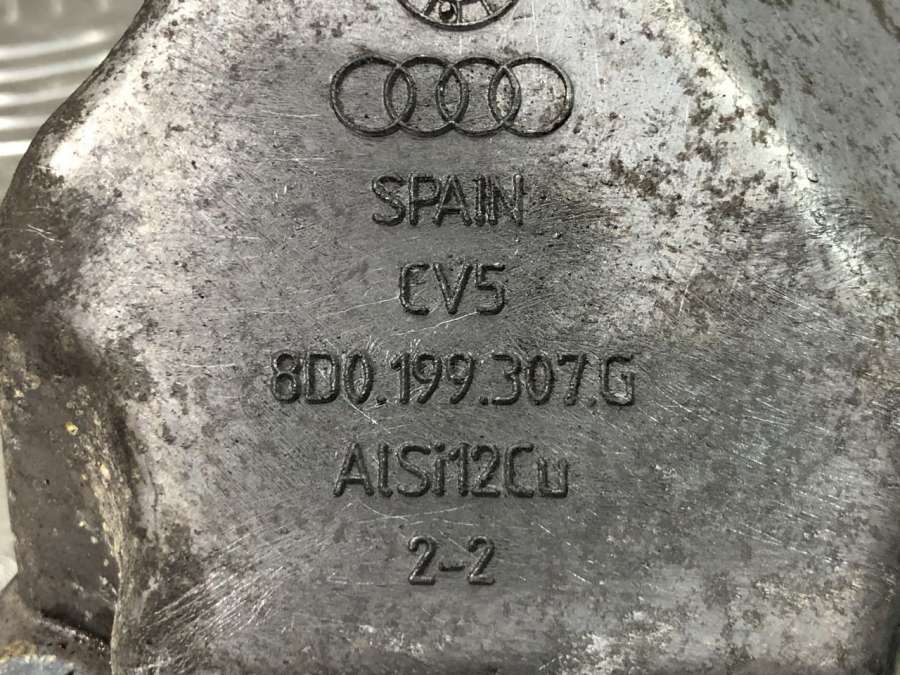 SPAIN
CV5
8D0.199.307.G
AlSi12Cu
2-2